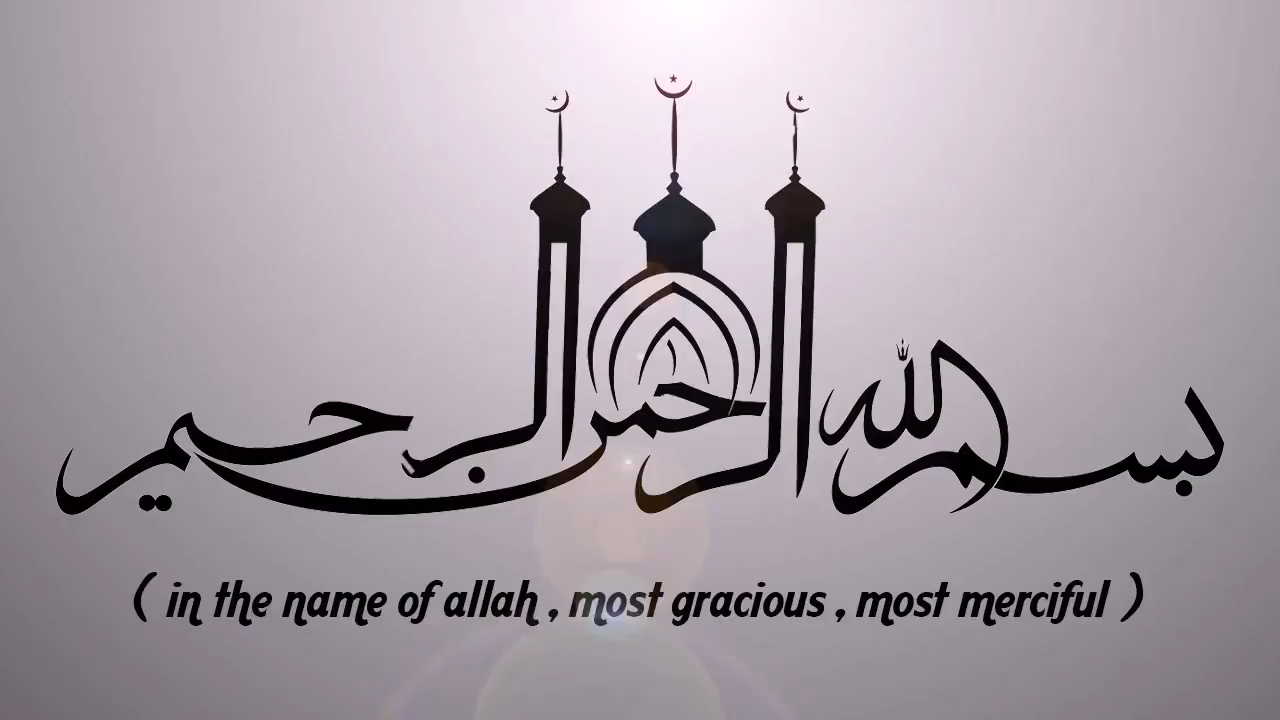 بسم الله الرحمن الرحيم
( in the name of allah , most gracious , most merciful )